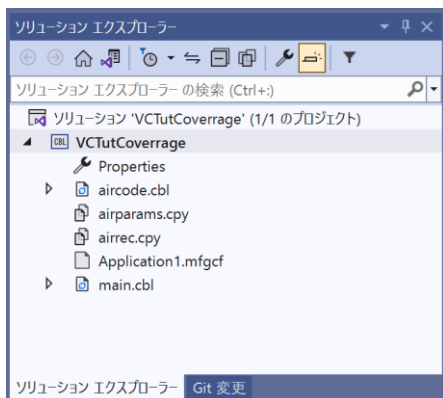 ソリューション エクスプローラー
ソリューション エクスプローラー の検索 (Ctrl+:)
ソリューション 'VCTutCoverrage' (1/1 のプロジェクト)
CBL VCTutCoverrage
Properties
aircode.cbl
airparams.cpy
airrec.cpy
Application1.mfgcf
main.cbl
ソリューション エクスプローラー Git 変更